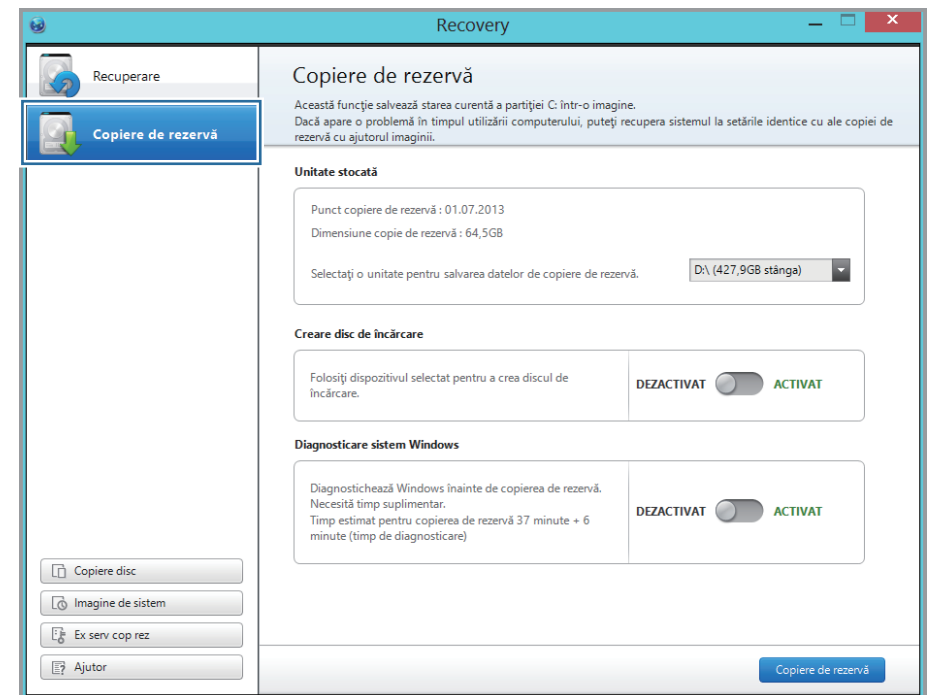 Recovery
Recuperare
Copiere de rezervă
Copiere de rezervă
Această funcție salvează starea curentă a partiției C: într-o imagine.
Dacă apare o problemă în timpul utilizării computerului, puteți recupera sistemul la setările identice cu ale copiei de
rezervă cu ajutorul imaginii.
Unitate stocată
Punct copiere de rezervă : 01.07.2013
Dimensiune copie de rezervă : 64,5GB
Selectați o unitate pentru salvarea datelor de copiere de rezervă.
D:\ (427,9GB stânga)
Creare disc de încărcare
Folosiți dispozitivul selectat pentru a crea discul de
încărcare.
DEZACTIVAT ACTIVAT
Diagnosticare sistem Windows
Diagnostichează Windows înainte de copierea de rezervă.
Necesită timp suplimentar.
Timp estimat pentru copierea de rezervă 37 minute + 6
minute (timp de diagnosticare)
DEZACTIVAT ACTIVAT
Copiere disc
Imagine de sistem
Ex serv cop rez
Ajutor
Copiere de rezervă